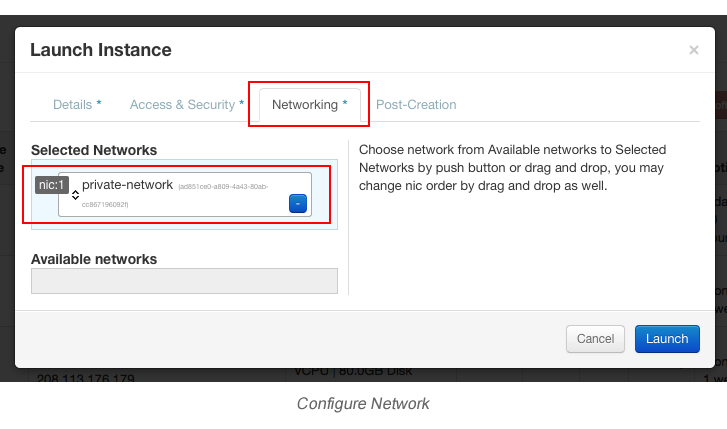 Launch Instance
×
Details *
Access & Security *
Networking *
Post-Creation
Selected Networks
nic:1
private-network (ad851ce0-a809-4a43-80ab-
cc867196092f)
-
Available networks
Choose network from Available networks to Selected
Networks by push button or drag and drop, you may
change nic order by drag and drop as well.
Cancel
Launch
208.113.176.179
VCPU | 80.0GB Disk
Configure Network